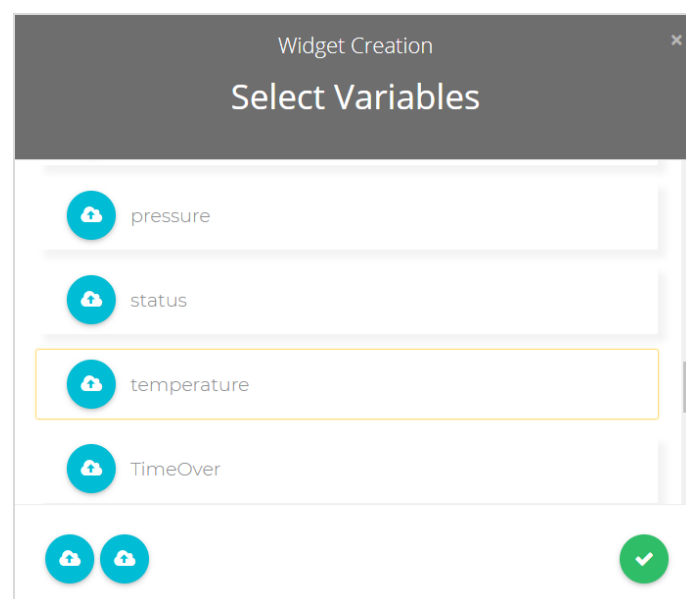 Widget Creation
Select Variables
pressure
status
temperature
TimeOver